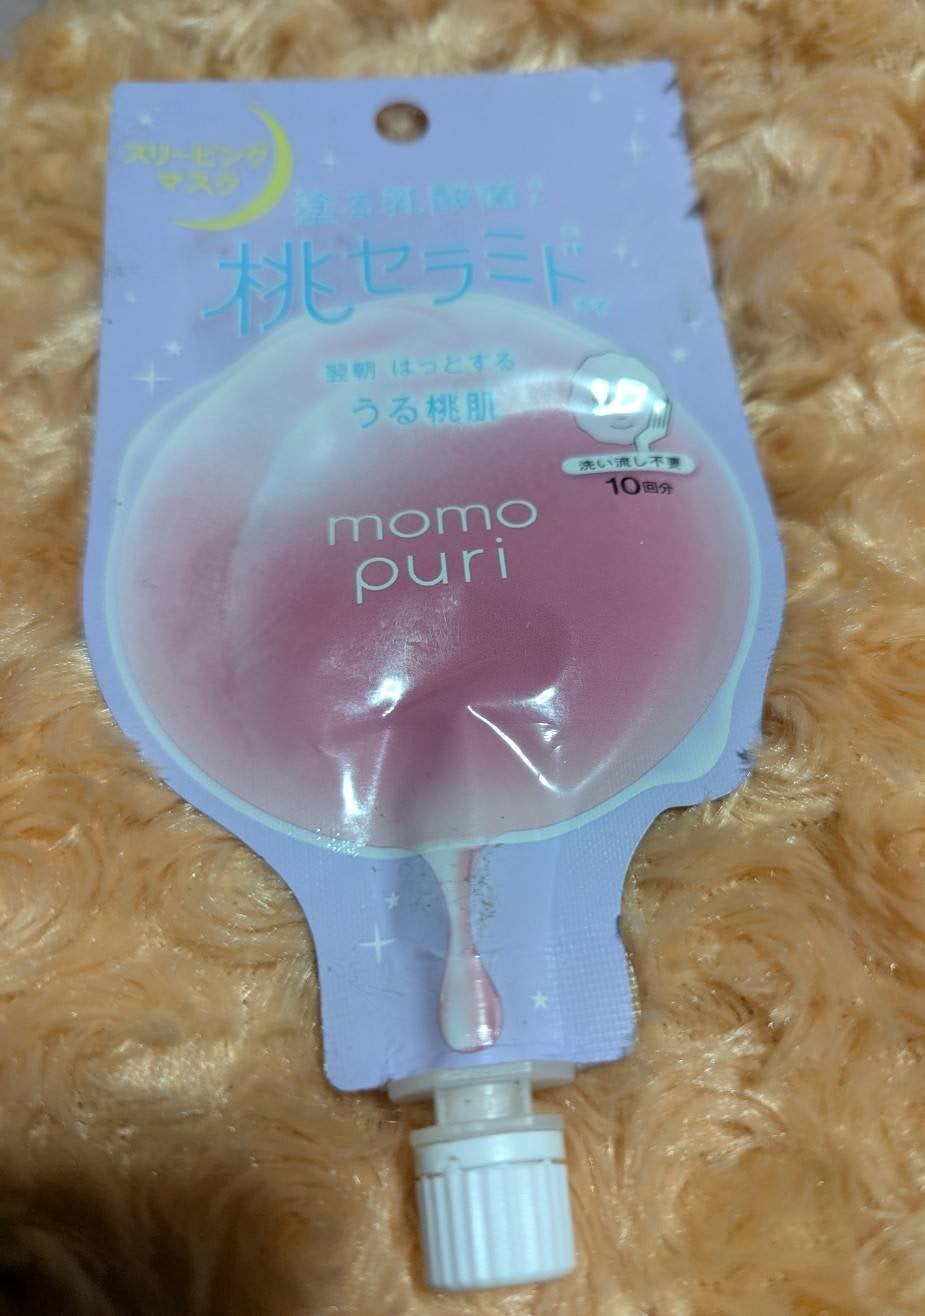 スリーピング
マスク
塗る乳酸菌
桃セラミド
翌朝 はっとする
うる桃肌
洗い流し不要
10回分
momo
puri